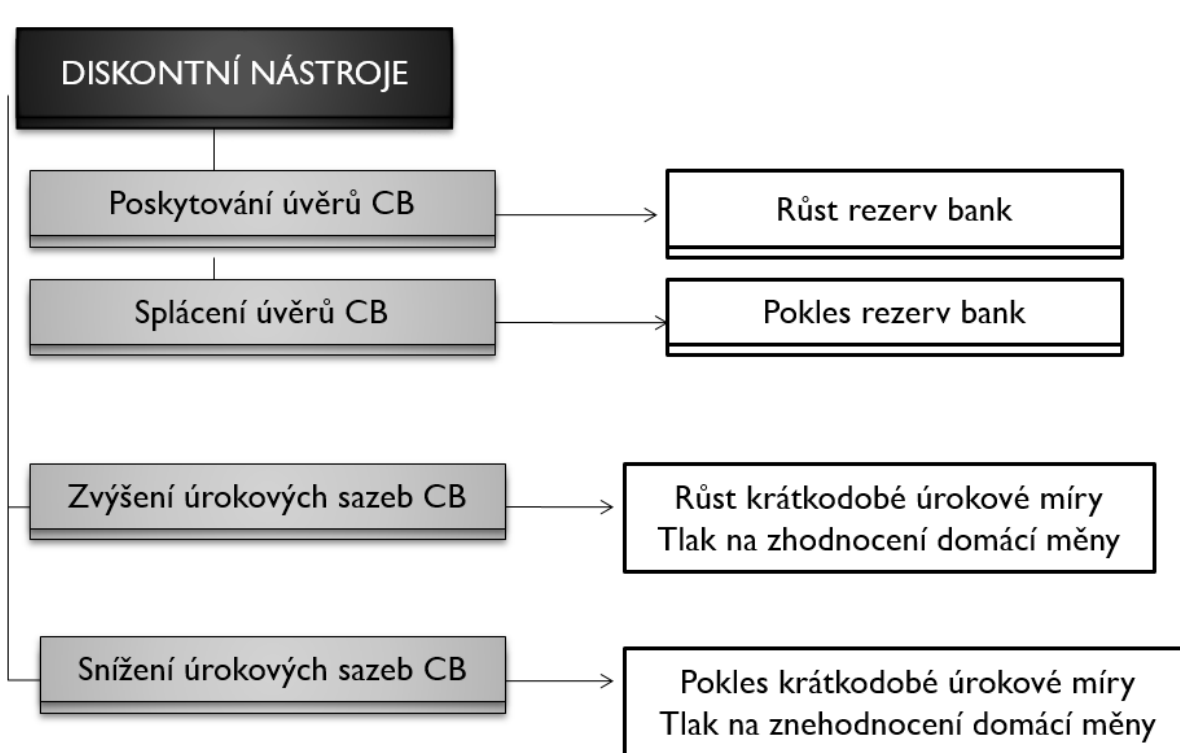 DISKONTNÍ NÁSTROJE
Poskytování úvěrů CB
Růst rezerv bank
Splácení úvěrů CB
Pokles rezerv bank
Zvýšení úrokových sazeb CB
Růst krátkodobé úrokové míry
Tlak na zhodnocení domácí měny
Snížení úrokových sazeb CB
Pokles krátkodobé úrokové míry
Tlak na znehodnocení domácí měny